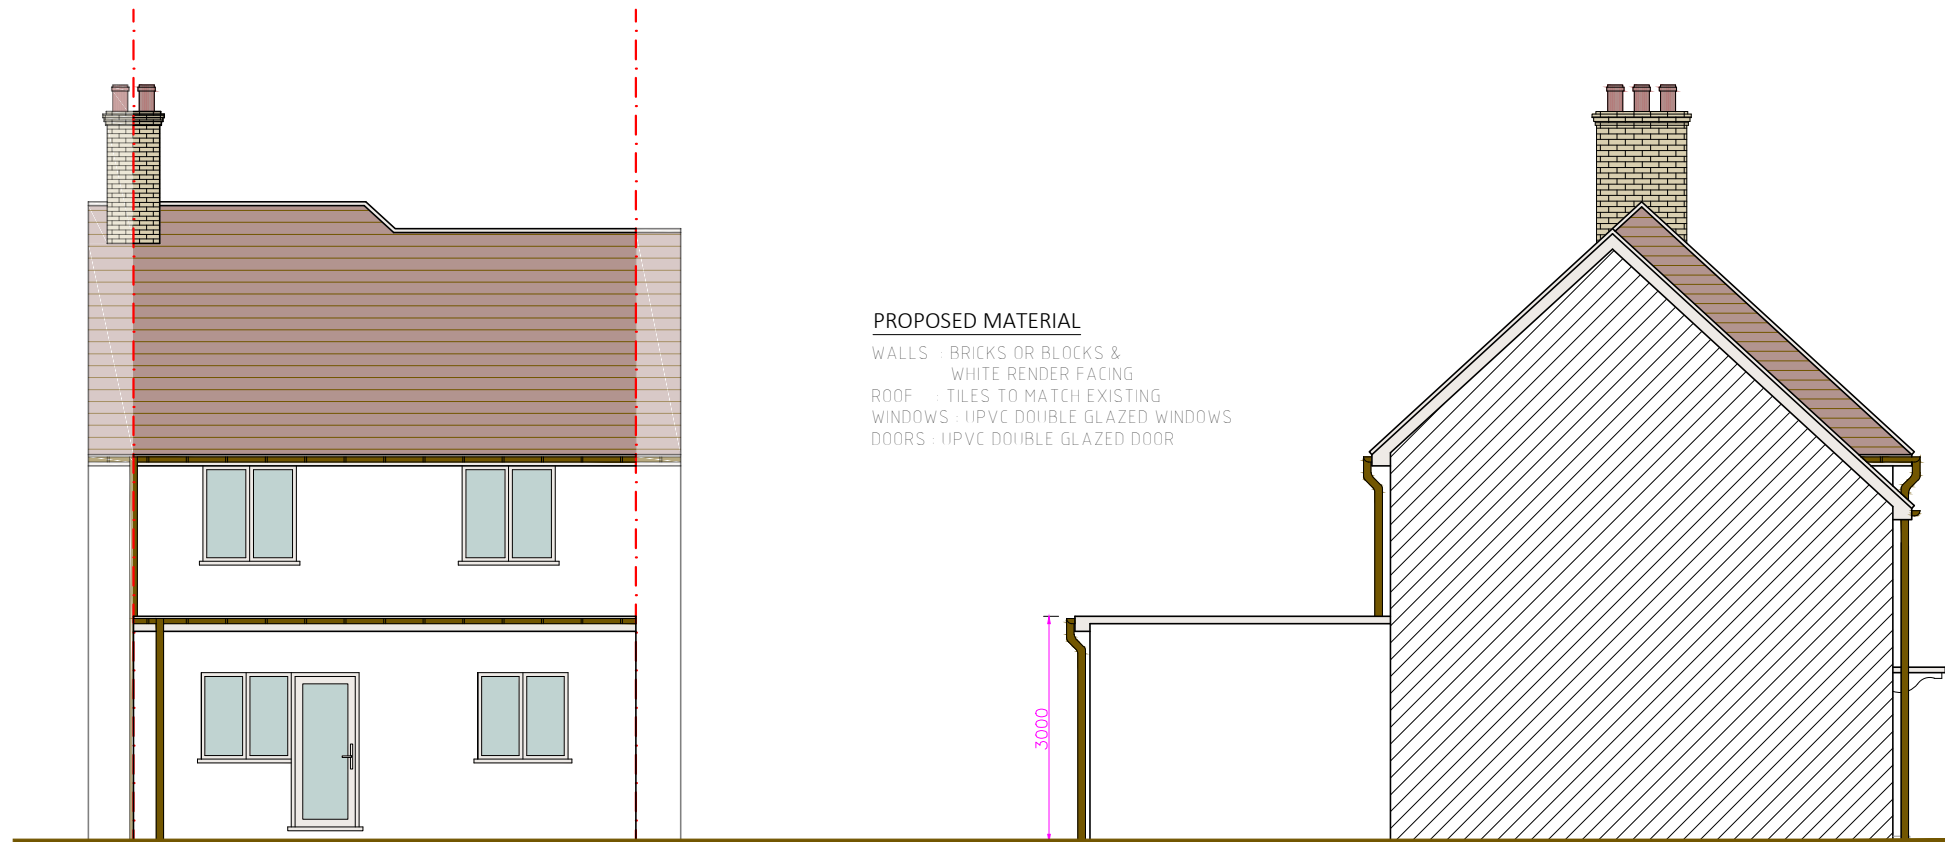 PROPOSED MATERIAL
WALLS : BRICKS OR BLOCKS &
WHITE RENDER FACING
ROOF : TILES TO MATCH EXISTING
WINDOWS : UPVC DOUBLE GLAZED WINDOWS
DOORS : UPVC DOUBLE GLAZED DOOR
3000